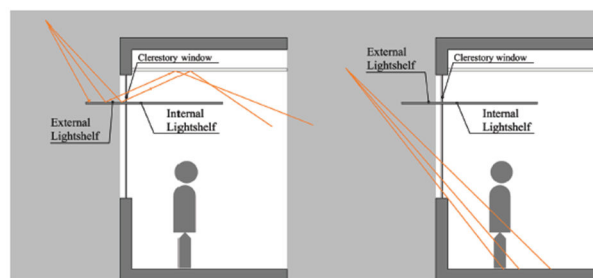 Clerestory window
External
Lightshelf
Internal
Lightshelf
External
Lightshelf
Clerestory window
Internal
Lightshelf